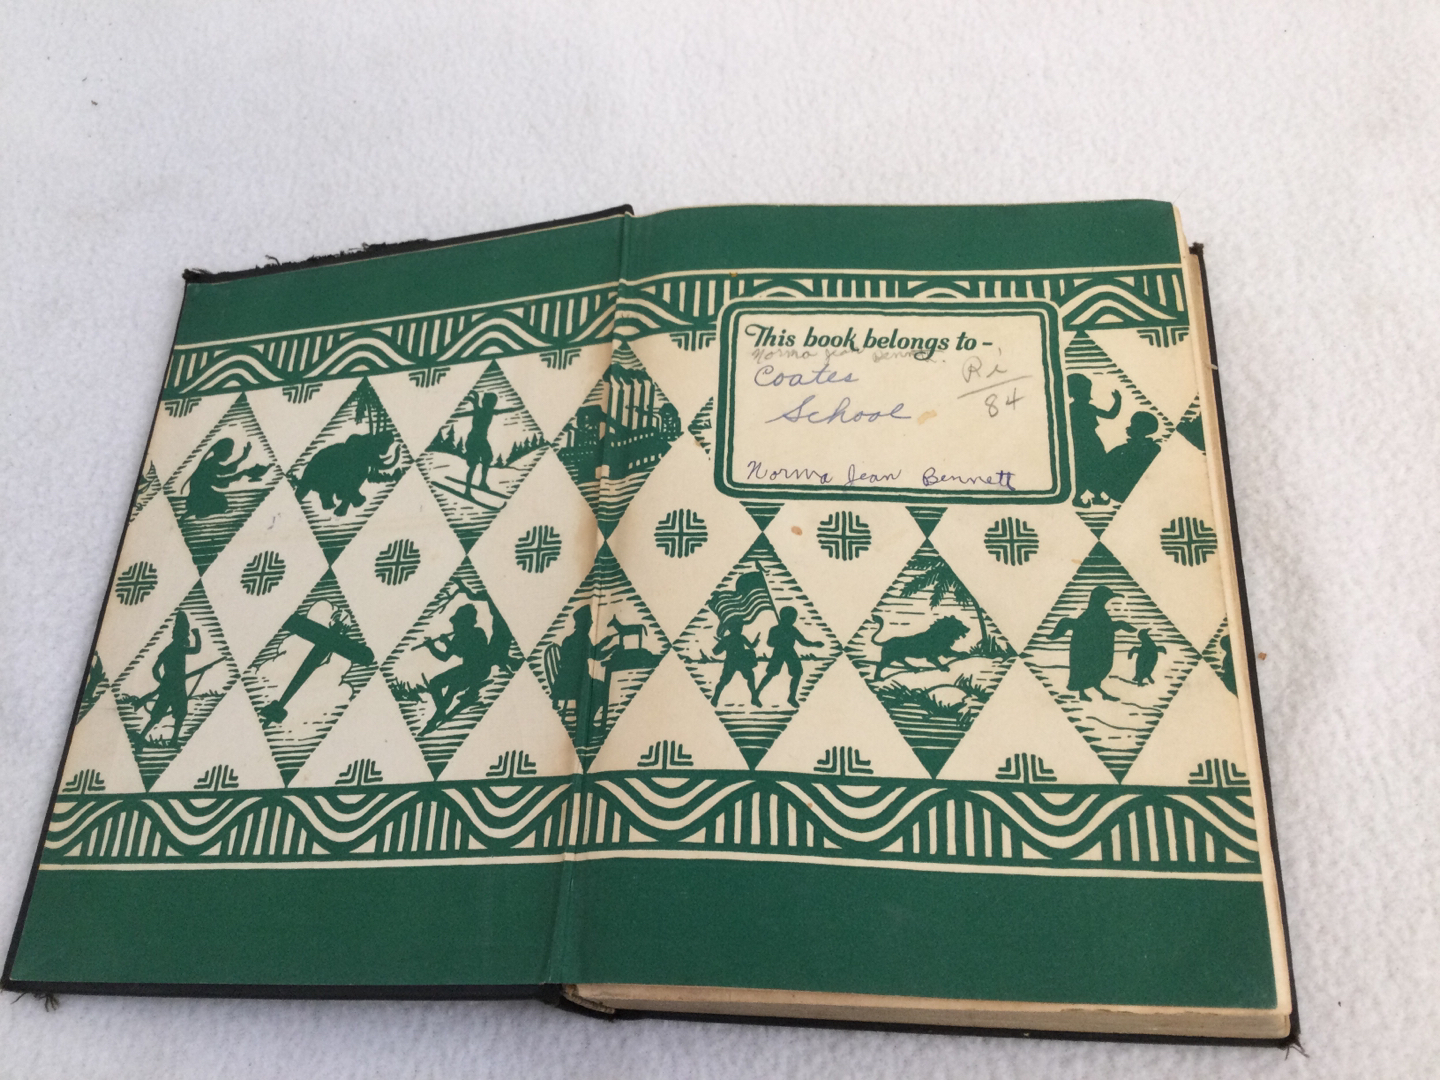 This book belongs to -
Norma Jean Bennett.
Coates
School
Ri
84
Norma Jean Bennett